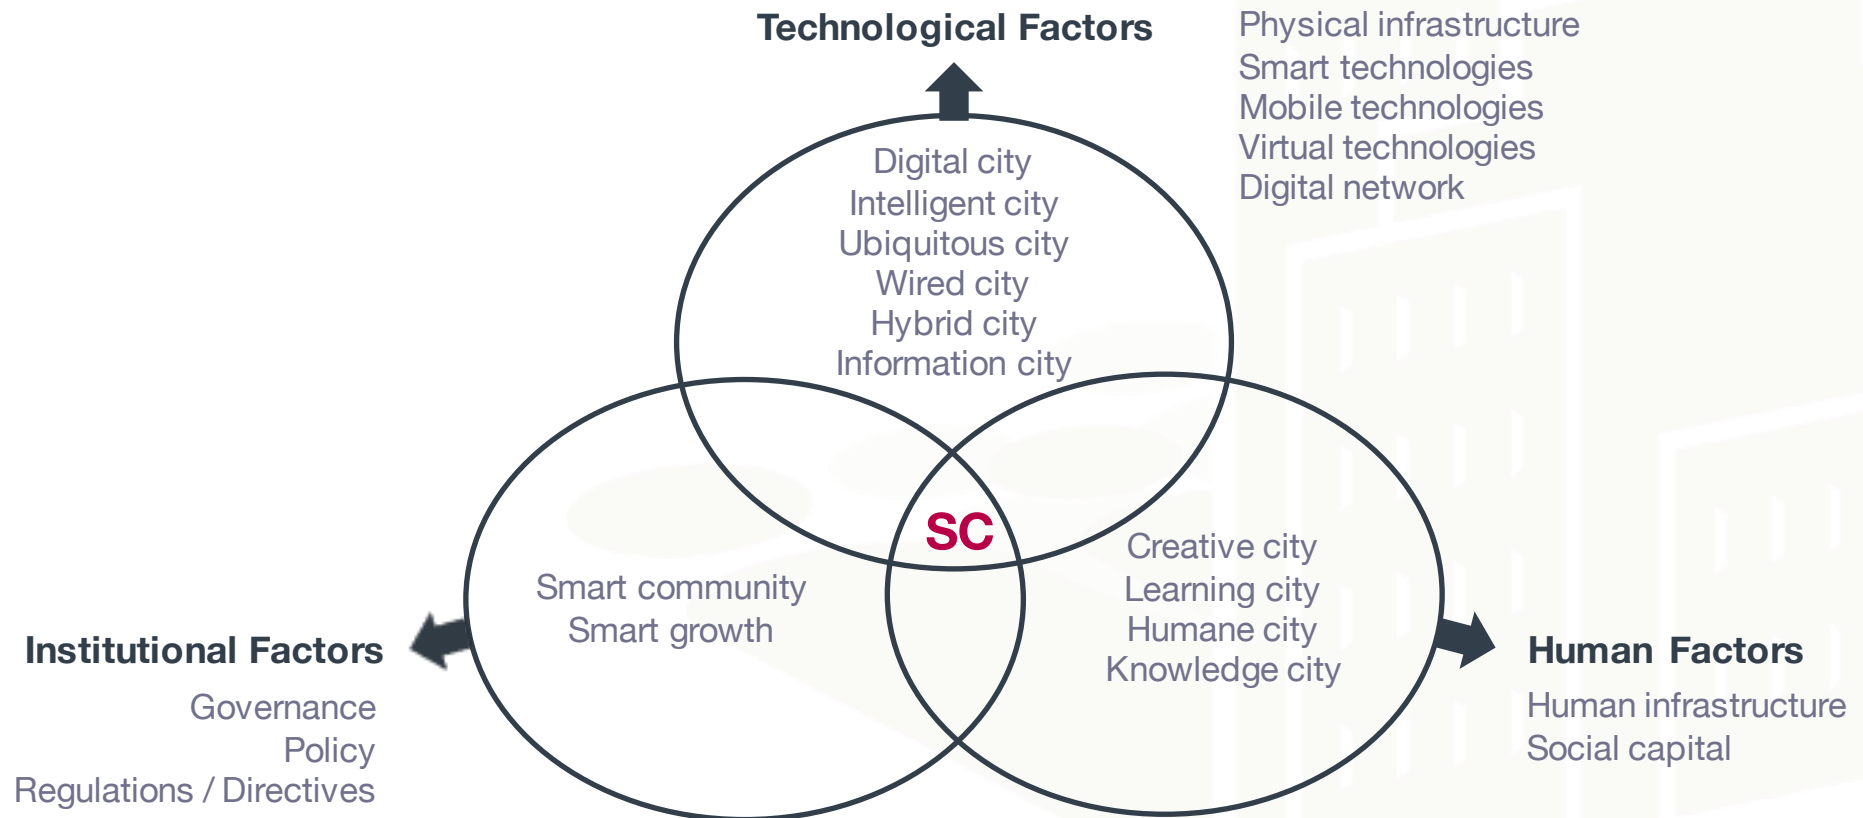 Technological Factors
Physical infrastructure
Smart technologies
Mobile technologies
Virtual technologies
Digital network
Digital city
Intelligent city
Ubiquitous city
Wired city
Hybrid city
Information city
SC
Smart community
Smart growth
Creative city
Learning city
Humane city
Knowledge city
Institutional Factors
Governance
Policy
Regulations / Directives
Human Factors
Human infrastructure
Social capital